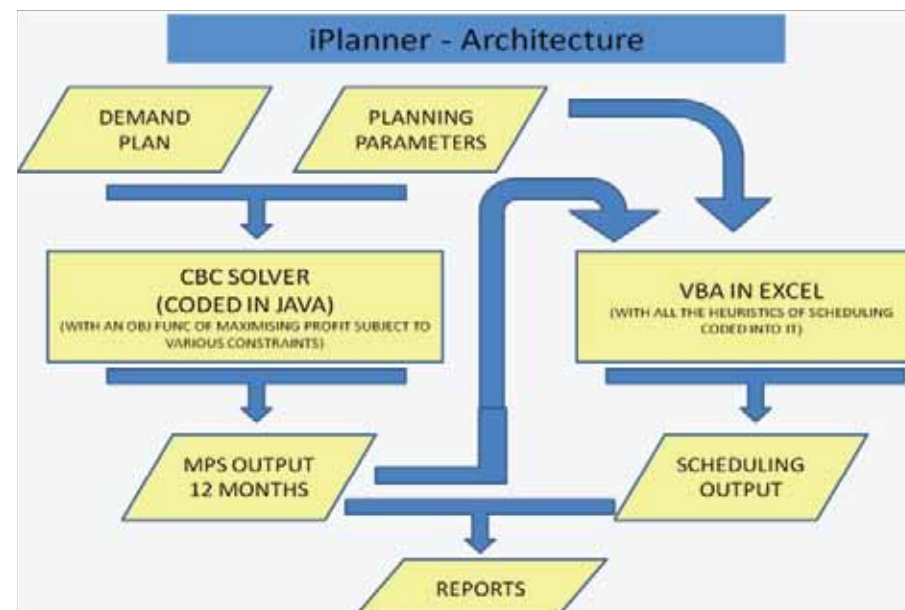 iPlanner - Architecture
DEMAND
PLAN
PLANNING
PARAMETERS
CBC SOLVER
(CODED IN JAVA)
(WITH AN OBJ FUNC OF MAXIMISING PROFIT SUBJECT TO
VARIOUS CONSTRAINTS)
VBA IN EXCEL
(WITH ALL THE HEURISTICS OF SCHEDULING
CODED INTO IT)
MPS OUTPUT
12 MONTHS
SCHEDULING
OUTPUT
REPORTS